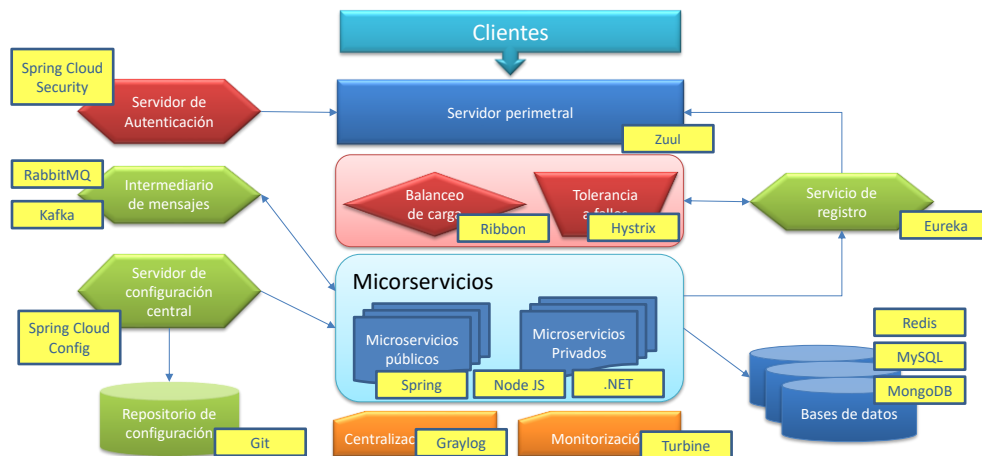 Clientes
Spring Cloud
Security
Servidor de
Autenticación
Servidor perimetral
Zuul
RabbitMQ
Kafka
Intermediario
de mensajes
Balanceo
de carga
Ribbon
Tolerancia
a fallos
Hystrix
Servicio de
registro
Eureka
Servidor de
configuración
central
Spring Cloud
Config
Micorservicios
Microservicios
públicos
Microservicios
Privados
Spring
Node JS
.NET
Redis
MySQL
MongoDB
Bases de datos
Repositorio de
configuración
Git
Graylog
Monitorización
Turbine